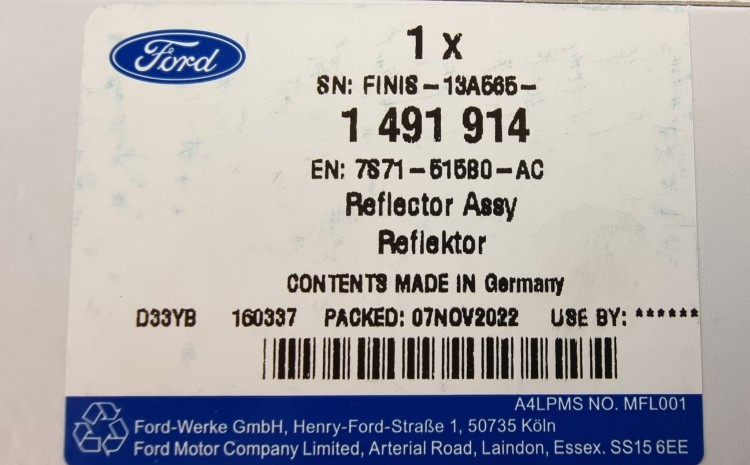 Ford
1 x
SN: FINIS-13A565-
1 491 914
EN: 7S71-515B0-AC
Reflector Assy
Reflektor
CONTENTS MADE IN Germany
D33YB 160337 PACKED: 07NOV2022 USE BY: ******
A4LPMS NO. MFL001
Ford-Werke GmbH, Henry-Ford-Straße 1, 50735 Köln
Ford Motor Company Limited, Arterial Road, Laindon, Essex. SS15 6EE